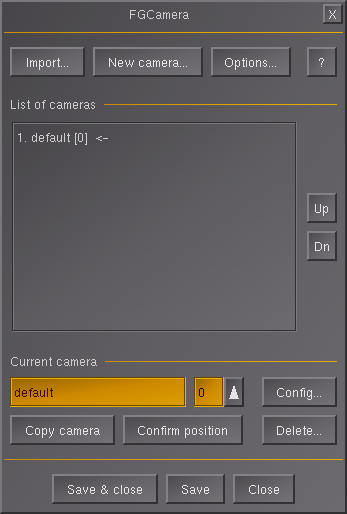 FGCamera X
Import... New camera... Options... ?
List of cameras
1. default [0] <-
Up
Dn
Current camera
default 0 Config...
Copy camera Confirm position Delete...
Save & close Save Close